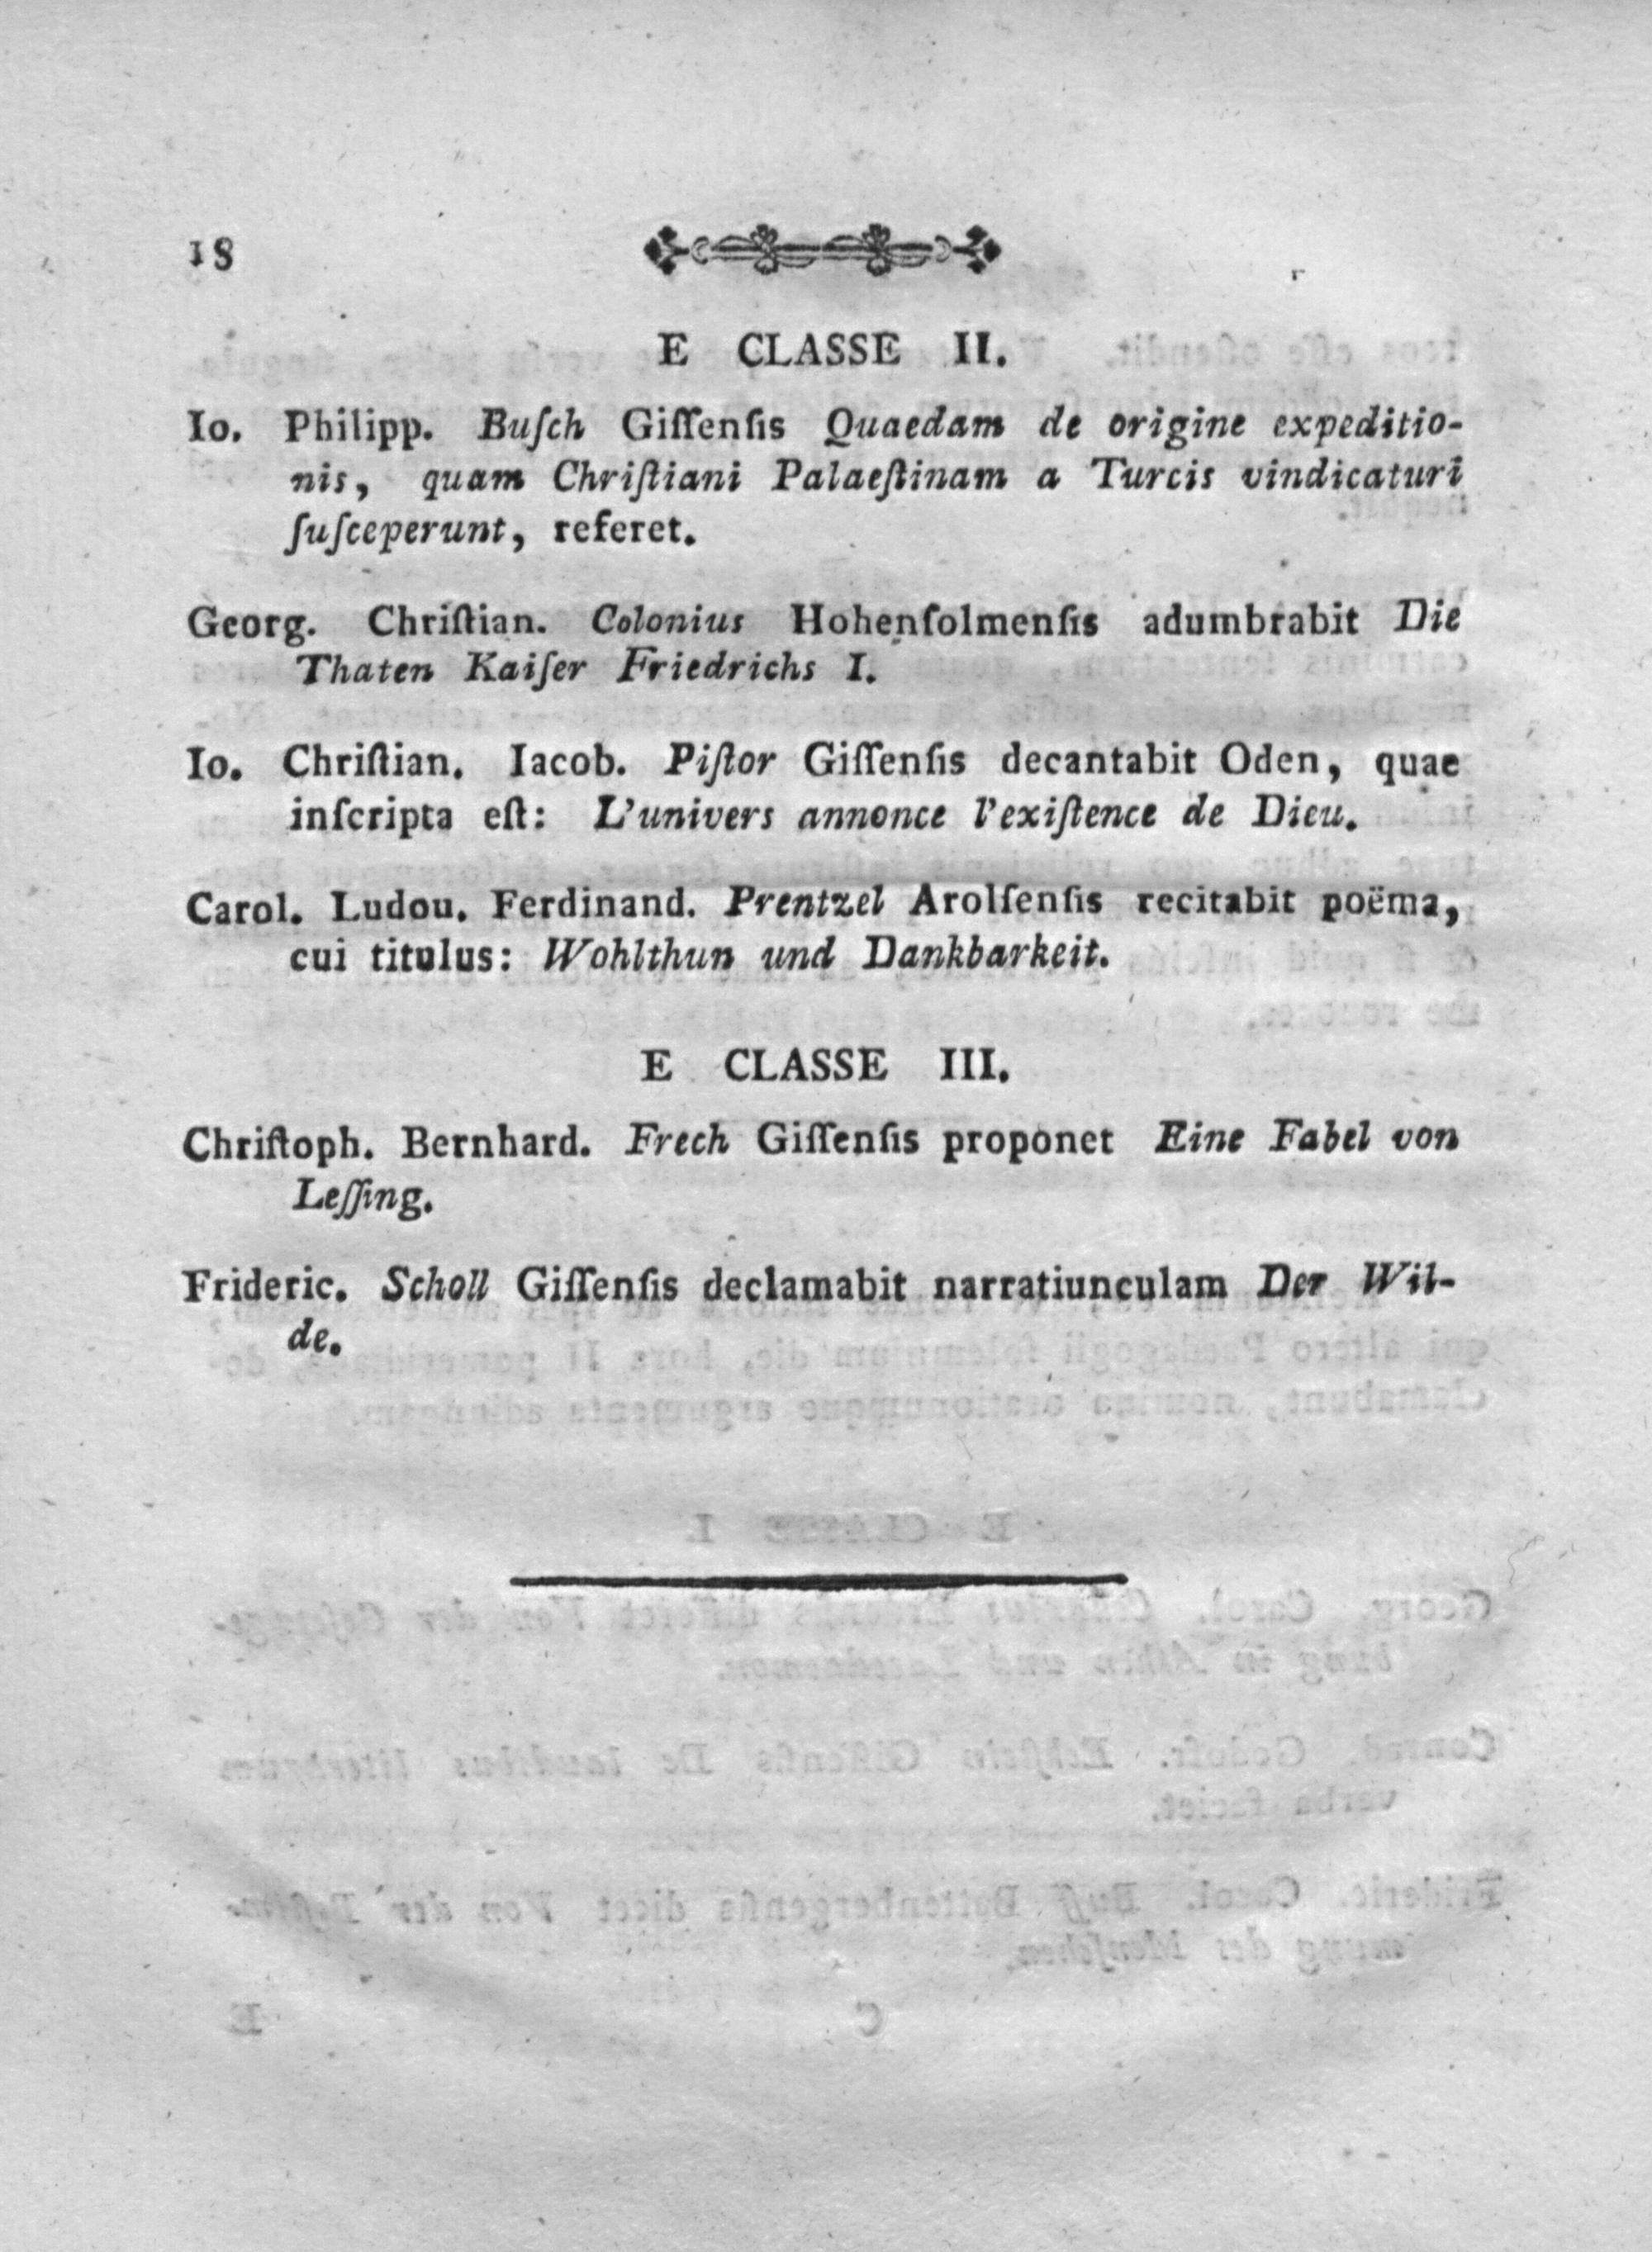 18
E CLASSE II.
Io. Philipp. Buſch Giſſenſis Quaedam de origine expeditio-
nis, quam Chriſtiani Palaeſtinam a Turcis vindicaturi
ſuſceperunt, referet.
Georg. Chriſtian. Colonius Hohenſolmenſis adumbrabit Die
Thaten Kaiſer Friedrichs I.
Io. Chriſtian. Iacob. Piſtor Giſſenſis decantabit Oden, quae
inſcripta eſt: L'univers annonce l'exiſtence de Dieu.
Carol. Ludou. Ferdinand. Prentzel Arolſenſis recitabit poëma,
cui titulus: Wohlthun und Dankbarkeit.
E CLASSE III.
Chriſtoph. Bernhard. Frech Giſſenſis proponet Eine Fabel von
Leſſing.
Frideric. Scholl Giſſenſis declamabit narratiunculam Der Wil-
de.